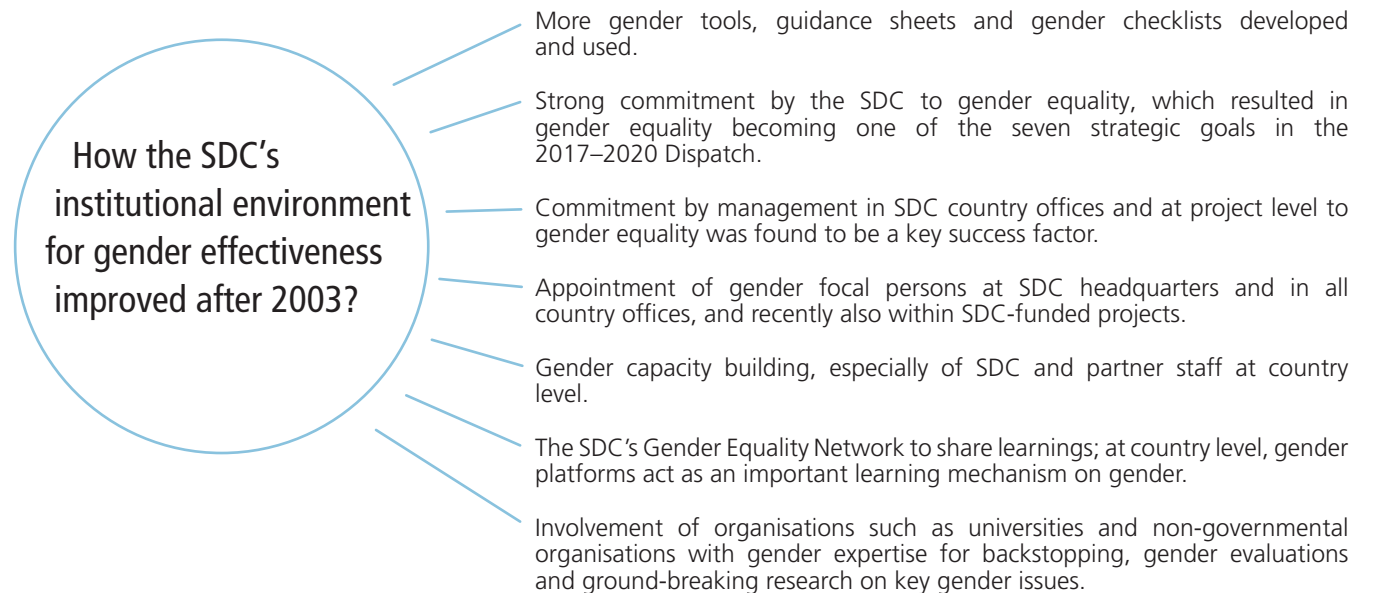 How the SDC's
institutional environment
for gender effectiveness
improved after 2003?
More gender tools, guidance sheets and gender checklists developed
and used.
Strong commitment by the SDC to gender equality, which resulted in
gender equality becoming one of the seven strategic goals in the
2017–2020 Dispatch.
Commitment by management in SDC country offices and at project level to
gender equality was found to be a key success factor.
Appointment of gender focal persons at SDC headquarters and in all
country offices, and recently also within SDC-funded projects.
Gender capacity building, especially of SDC and partner staff at country
level.
The SDC's Gender Equality Network to share learnings; at country level, gender
platforms act as an important learning mechanism on gender.
Involvement of organisations such as universities and non-governmental
organisations with gender expertise for backstopping, gender evaluations
and ground-breaking research on key gender issues.